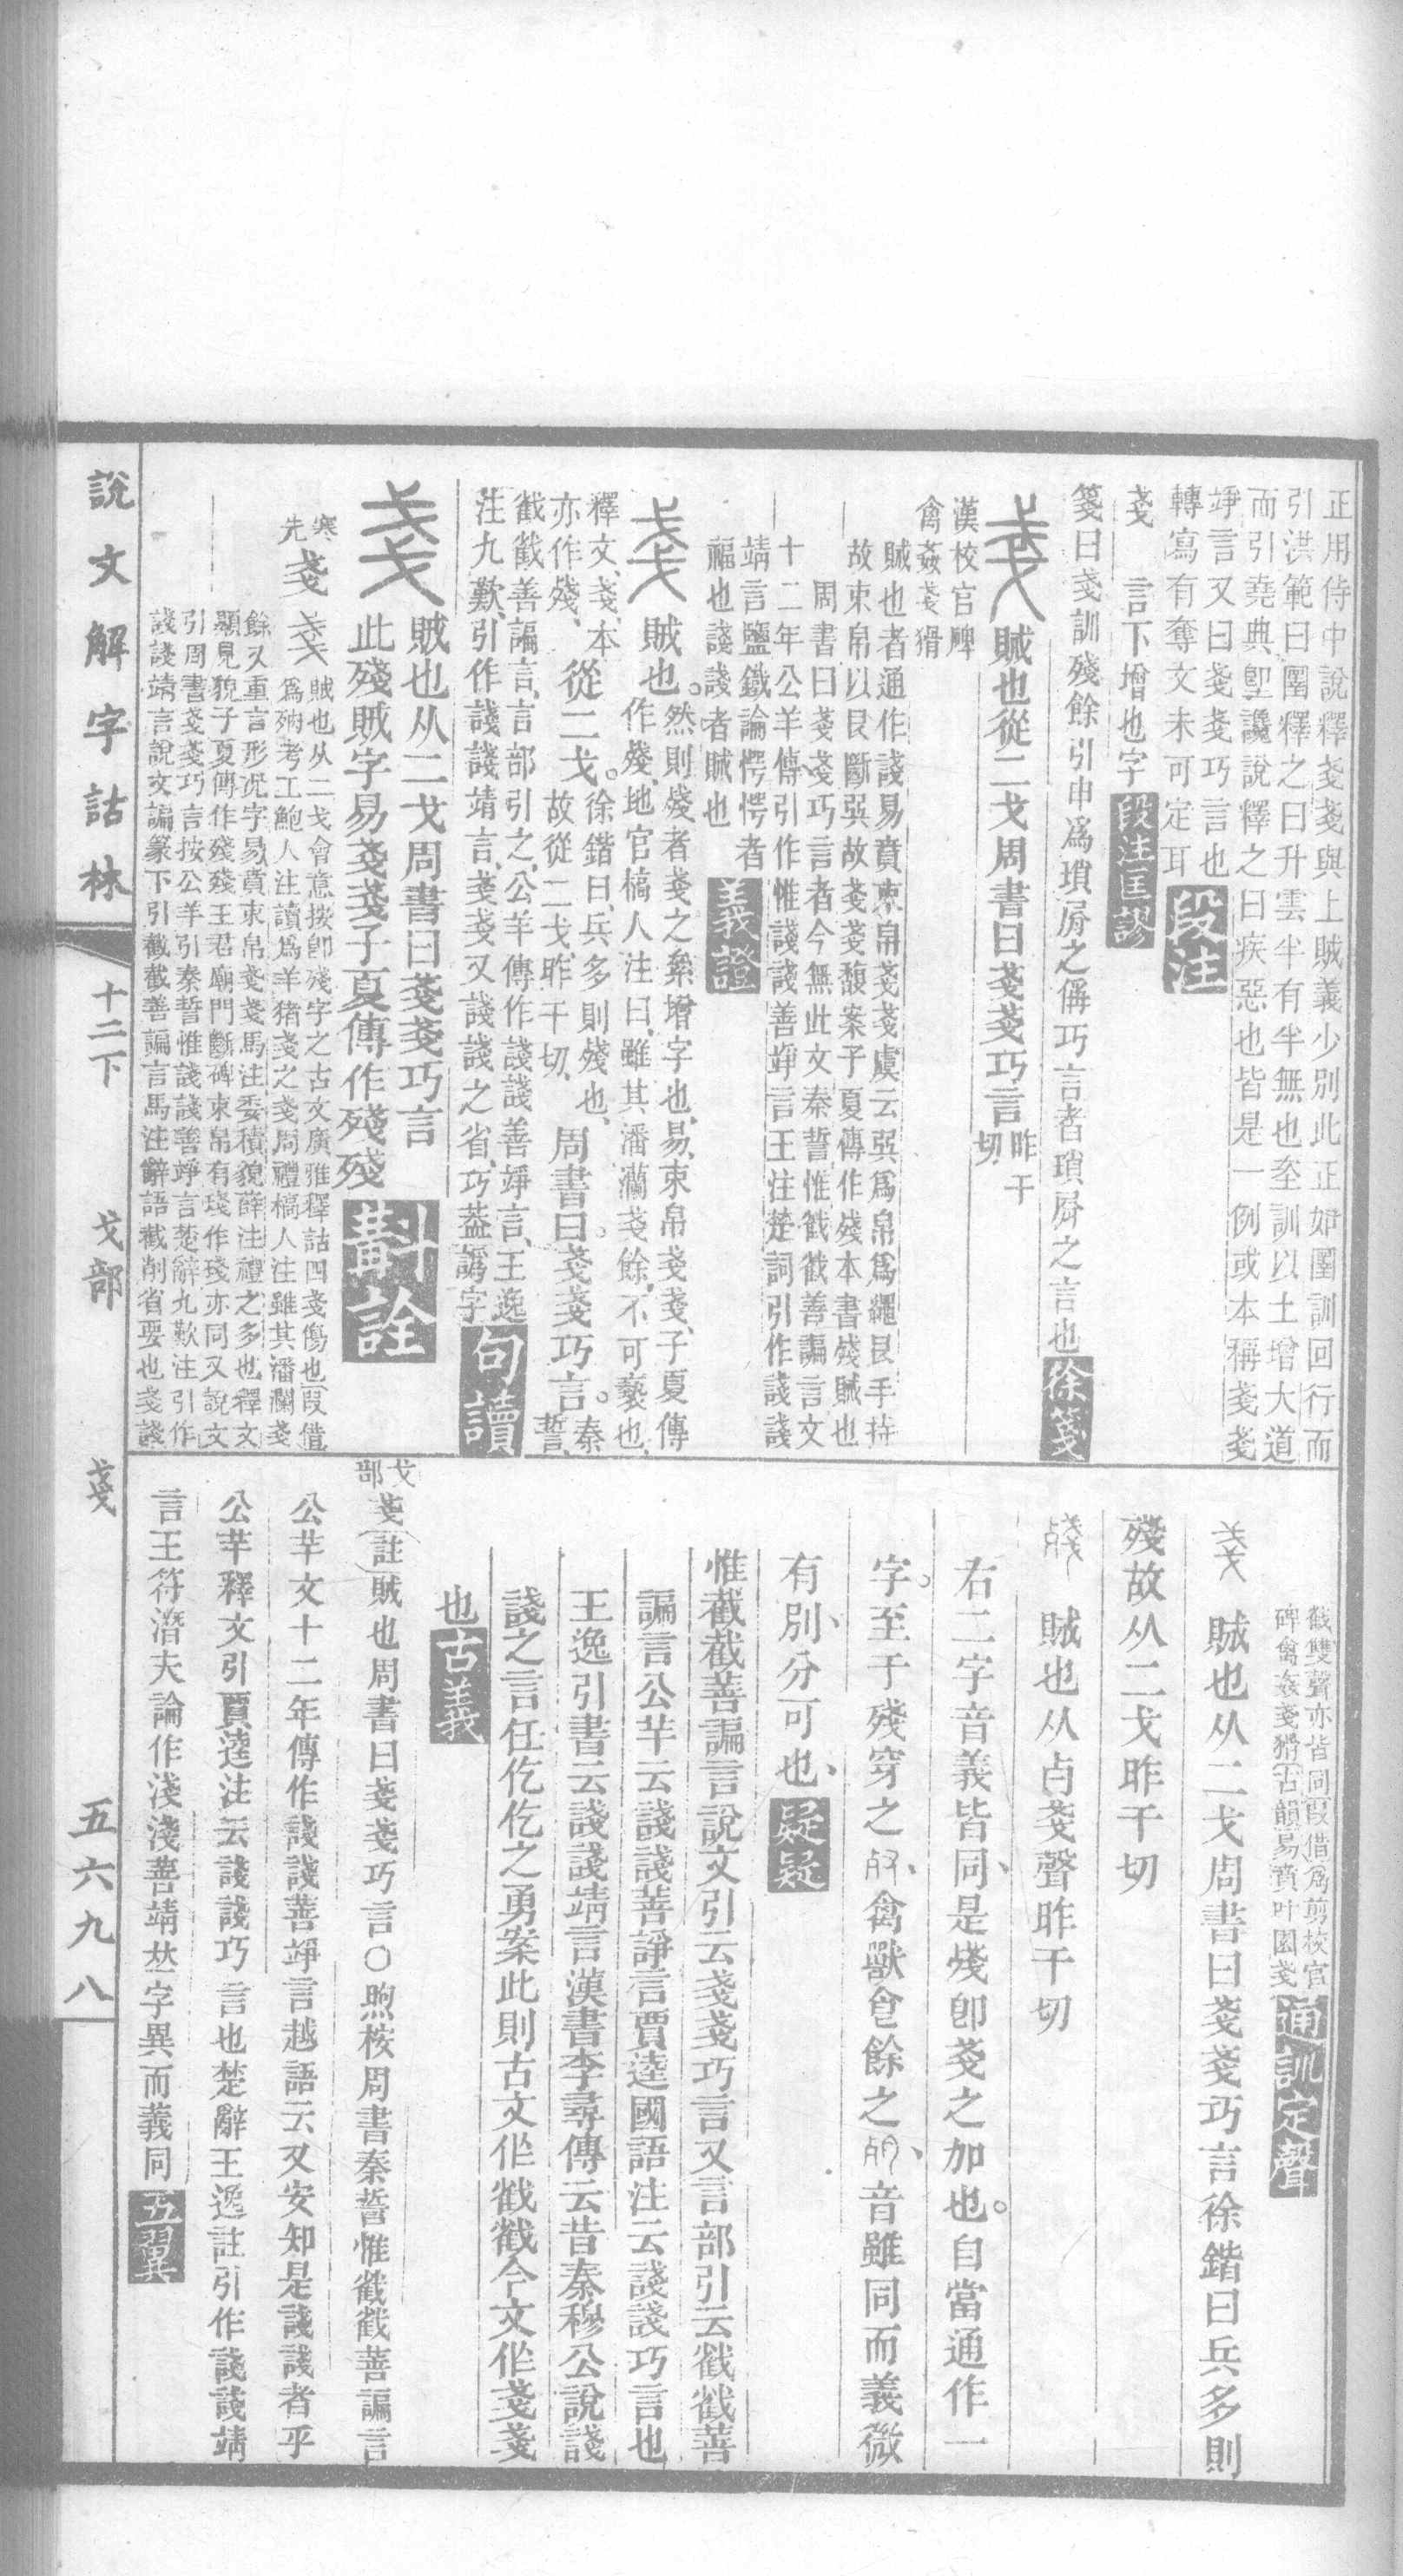 正用侍中說釋戔戔與上賊義少別此正如圛訓回行而
引洪範曰圛釋之曰升雲半有半無也垐訓以土增大道
而引堯典堲讒說釋之曰疾惡也皆是一例或本稱戔戔
竫言又曰戔戔巧言也
轉寫有奪文未可定耳 段注
戔 言下增也字 段注匡謬
箋曰戔訓殘餘引申爲瑣屑之偁巧言者瑣屑之言也 徐箋
戔 賊也從二戈周書曰戔戔巧言 昨干切
漢校官碑
禽姦戔猾
賊也者通作諓易賁束帛戔戔虞云巽爲帛爲繩艮手持
故束帛以艮斷巽故戔戔馥案子夏傳作殘本書殘賊也
周書曰戔戔巧言者今無此文秦誓惟戩戩善諞言文
十二年公羊傳引作惟諓諓善竫言王注楚詞引作諓諓
靖言鹽鐵論愕愕者
福也諓諓者賊也 義證
戔 賊也。然則殘者戔之絫增字也、易、束帛戔戔、子夏傳
作殘、地官槁人注曰、雖其潘瀾戔餘、不可褻也、
釋文、戔、本
亦作殘、 從二戈。徐鍇曰、兵多則殘也、
故從二戈、昨干切、 周書曰。戔戔巧言。秦誓、
戩戩善諞言、言部引之、公羊傳作諓諓善竫言、王逸
注九歎、引作諓諓靖言、戔戔又諓諓之省、巧葢譌字 句讀
戔 賊也从二戈周書曰戔戔巧言
此殘賊字易戔戔子夏傳作殘殘 斠詮
寒先 戔 戔 賊也从二戈會意按卽殘字之古文廣雅釋詁四戔傷也叚借
爲㱚考工鮑人注讀爲羊猪戔之戔周禮槁人注雖其潘瀾戔
餘又重言形況字易賁束帛戔戔馬注委積貌薛注禮之多也釋文
顯見貌子夏傳作殘殘王君廟門斷碑束帛有琖作琖亦同又說文
引周書戔戔巧言按公羊引秦誓惟諓諓善竫言楚辭九歎注引作
諓諓靖言說文諞篆下引截截善諞言馬注辭語截削省要也戔諓
截雙聲亦皆同叚借爲剪校官
碑禽姦戔猾古韻易賁叶園戔 通訓定聲
戔 賊也从二戈周書曰戔戔巧言徐鍇曰兵多則
殘故从二戈昨干切
殘 賊也从歺戔聲昨干切
右二字音義皆同、是殘卽戔之加也。自當通作一
字。至于殘穿之㕡、禽獸食餘之㱚、音雖同而義微
有別、分可也、 疑疑
惟截截善諞言說文引云戔戔巧言又言部引云戩戩善
諞言公羊云諓諓善諍言賈逵國語注云諓諓巧言也
王逸引書云諓諓靖言漢書李尋傳云昔秦穆公說諓
諓之言任仡仡之勇案此則古文作戩戩今文作戔戔
也 古義
戈部 戔 註 賊也周書曰戔戔巧言〇煦桉周書秦誓惟戩戩善諞言
公羊文十二年傳作諓諓善竫言越語云又安知是諓諓者乎
公羊釋文引賈逵注云諓諓巧言也楚辭王逸註引作諓諓靖
言王符潛夫論作淺淺善靖竝字異而義同 五翼
說文解字詁林 十二下 戈部 戔 五六九八